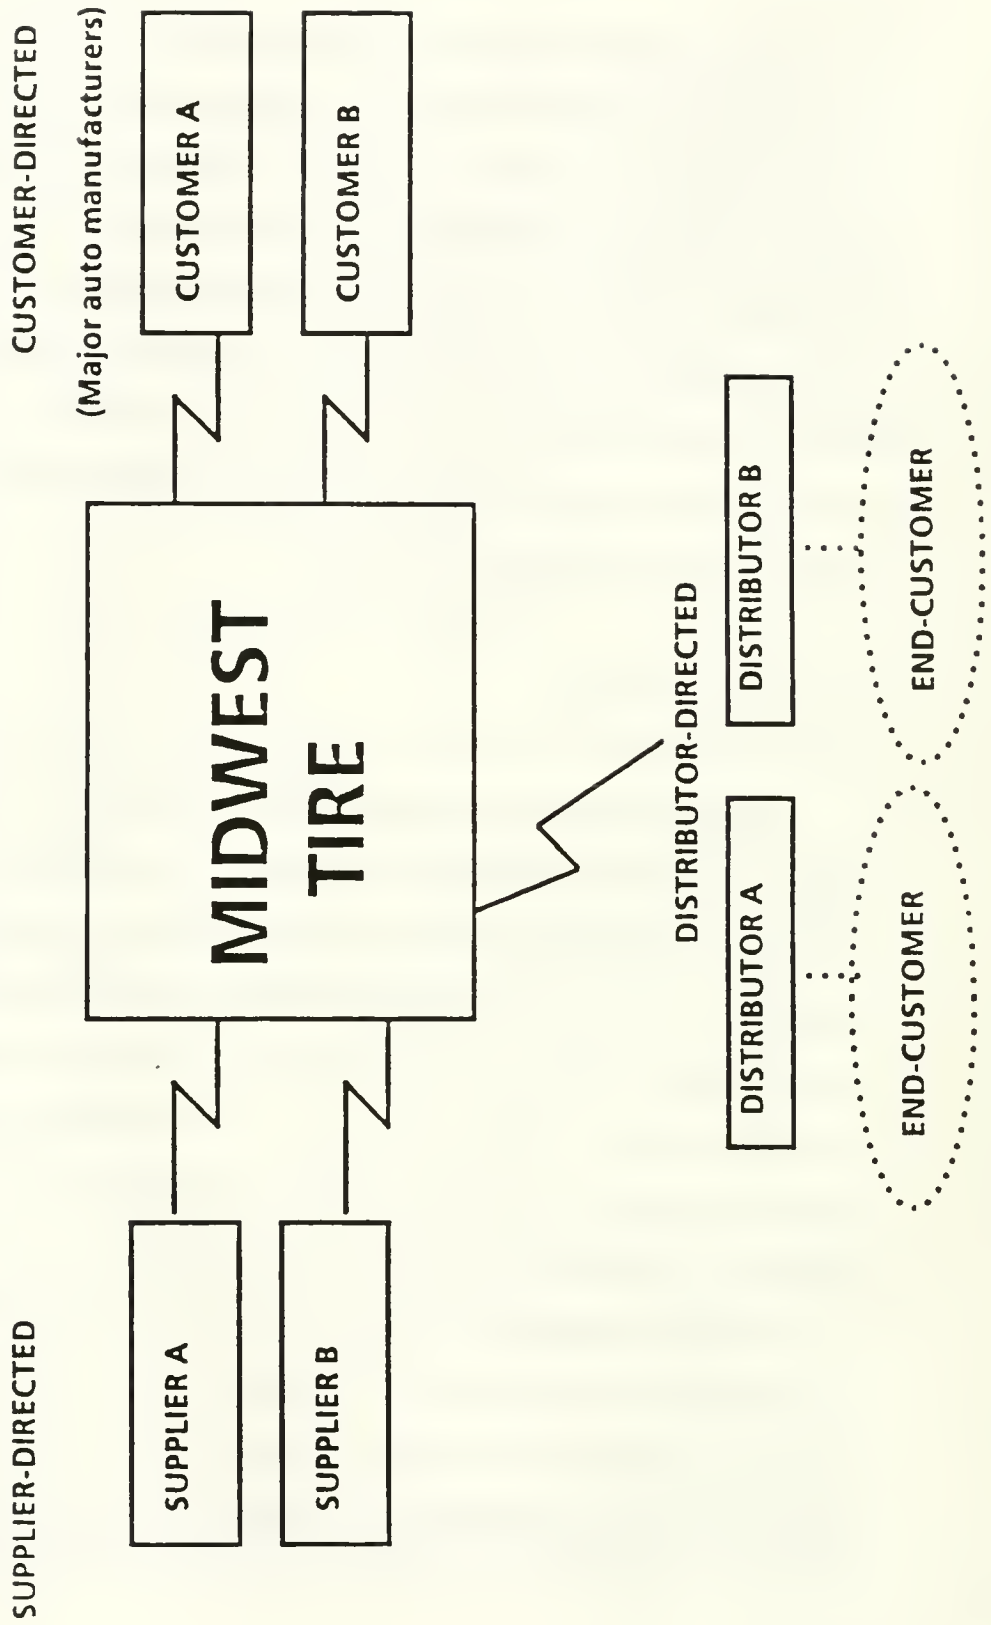 SUPPLIER-DIRECTED
CUSTOMER-DIRECTED
(Major auto manufacturers)
SUPPLIER A
SUPPLIER B
MIDWEST
TIRE
CUSTOMER A
CUSTOMER B
DISTRIBUTOR-DIRECTED
DISTRIBUTOR A
DISTRIBUTOR B
END-CUSTOMER
END-CUSTOMER